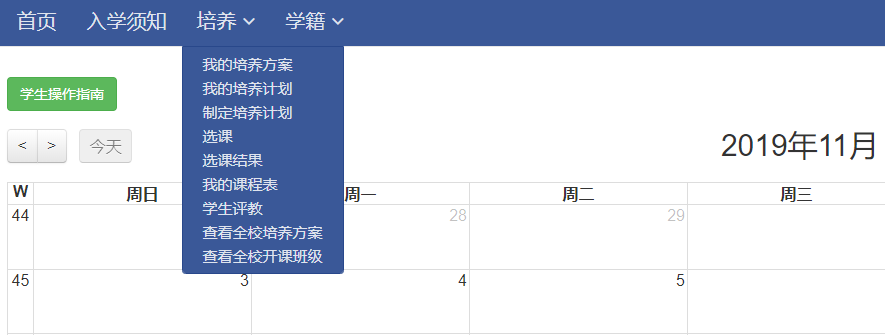 首页 入学须知 培养 学籍
我的培养方案
我的培养计划
制定培养计划
选课
选课结果
我的课程表
学生评教
查看全校培养方案
查看全校开课班级
学生操作指南
< > 今天 2019年11月
W 周日 周一 周二 周三
44 28 29
45 3 4 5